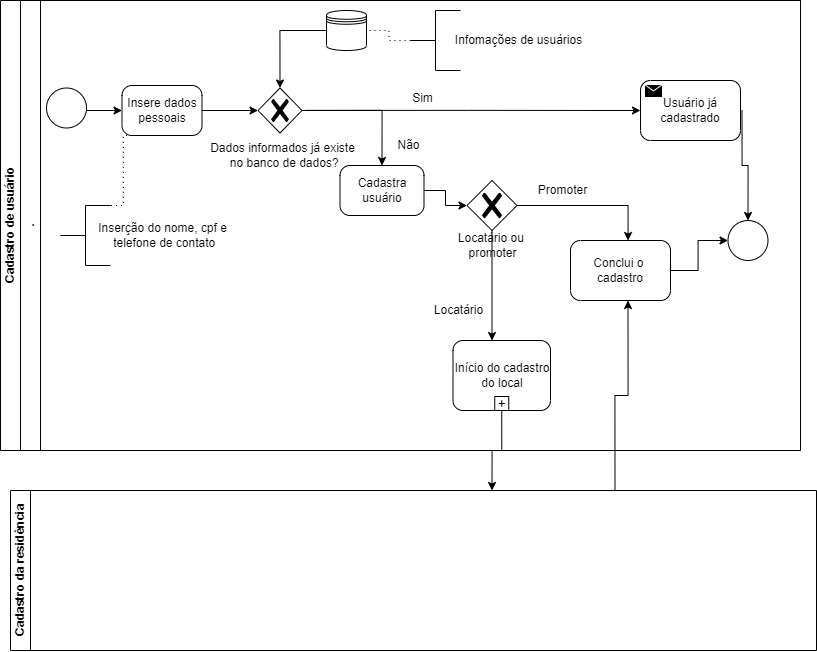 Cadastro de usuário
Infomações de usuários
Insere dados
pessoais
Sim
Usuário já
cadastrado
Dados informados já existe
no banco de dados?
Não
Cadastra
usuário
Promoter
Inserção do nome, cpf e
telefone de contato
Locatário ou
promoter
Conclui o
cadastro
Locatário
Início do cadastro
do local
Cadastro da residência